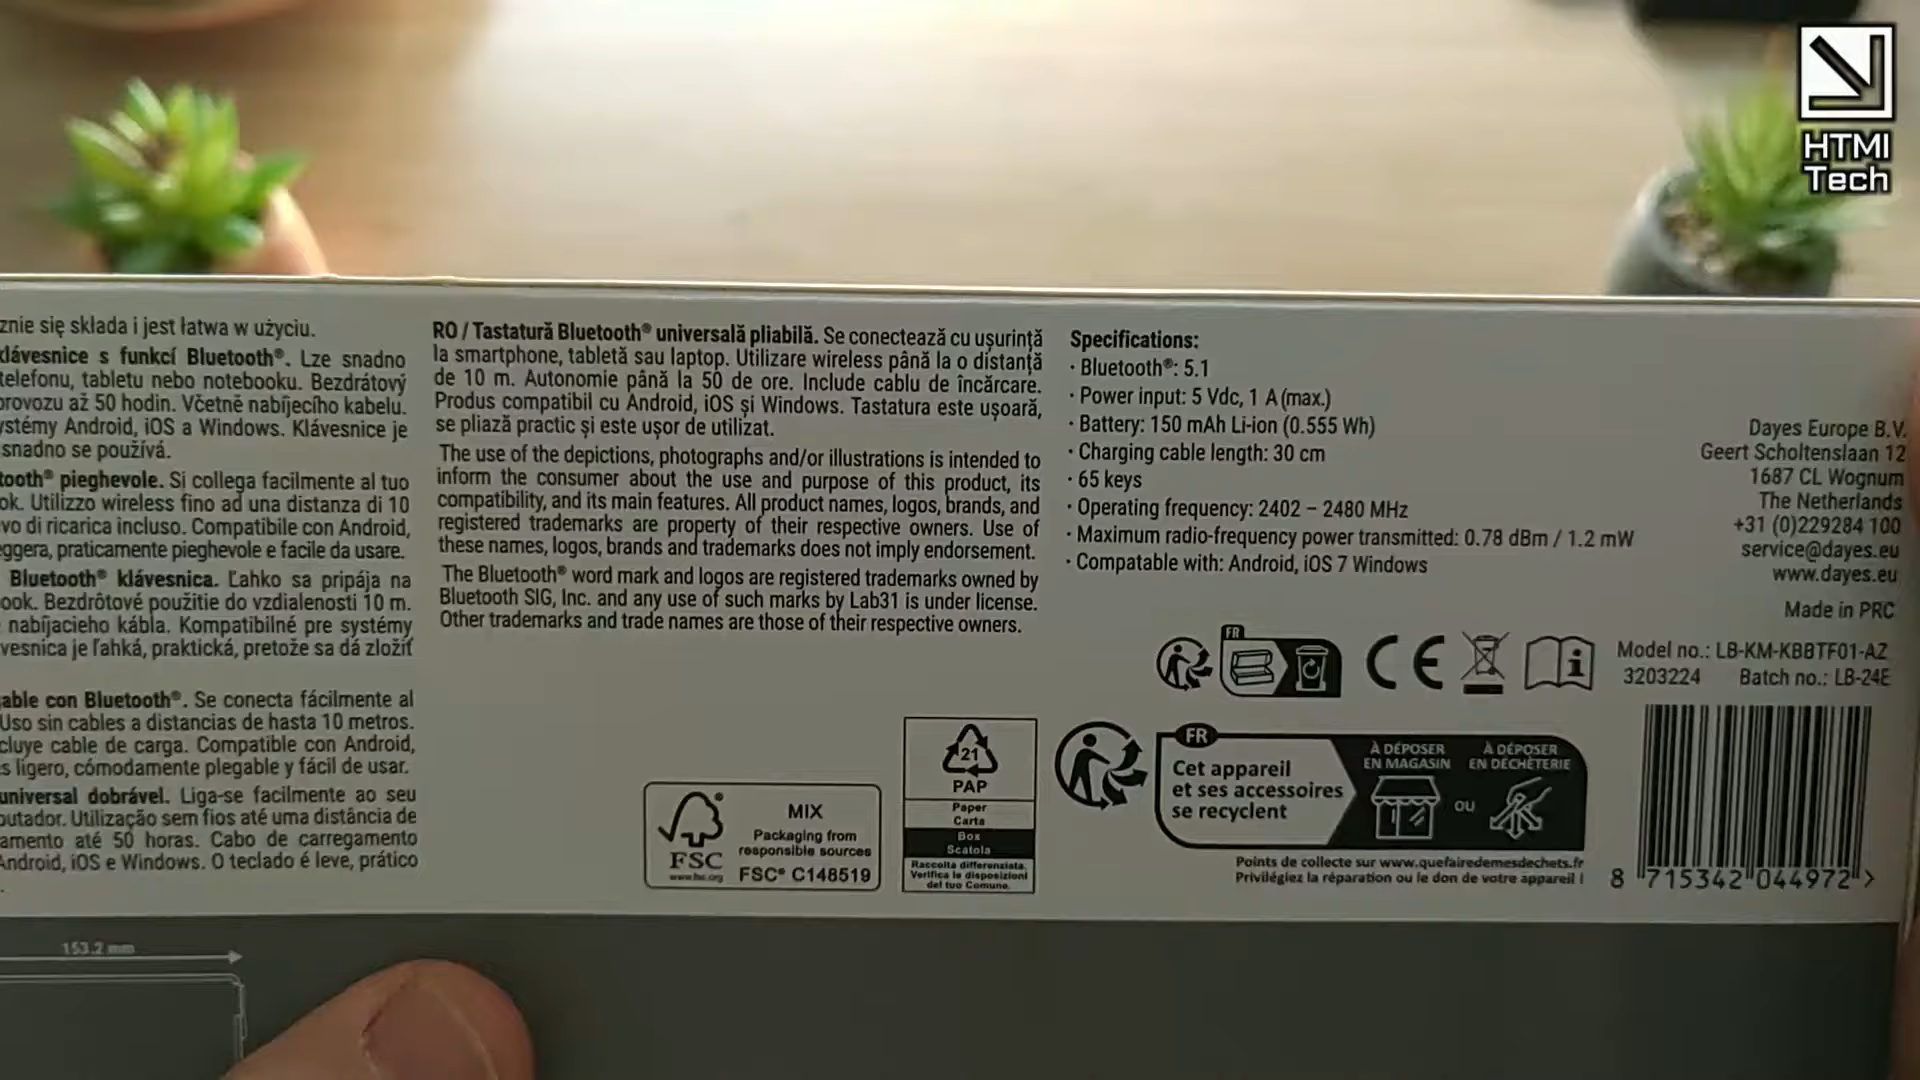 HTMI
Tech
znie się składa i jest łatwa w użyciu.
klávesnice s funkcí Bluetooth®. Lze snadno
telefonu, tabletu nebo notebooku. Bezdrátový
provozu až 50 hodin. Včetně nabíjecího kabelu.
systémy Android, iOS a Windows. Klávesnice je
snadno se používá.
tooth® pieghevole. Si collega facilmente al tuo
ok. Utilizzo wireless fino ad una distanza di 10
vo di ricarica incluso. Compatibile con Android,
eggera, praticamente pieghevole e facile da usare.
Bluetooth® klávesnica. Ľahko sa pripája na
ook. Bezdrôtové použitie do vzdialenosti 10 m.
nabíjacieho kábla. Kompatibilné pre systémy
vesnica je ľahká, praktická, pretože sa dá zložiť
able con Bluetooth®. Se conecta fácilmente al
Uso sin cables a distancias de hasta 10 metros.
cluye cable de carga. Compatible con Android,
s ligero, cómodamente plegable y fácil de usar.
universal dobrável. Liga-se facilmente ao seu
putador. Utilização sem fios até uma distância de
amento até 50 horas. Cabo de carregamento
Android, iOS e Windows. O teclado é leve, prático
.
RO / Tastatură Bluetooth® universală pliabilă. Se conectează cu ușurință
la smartphone, tabletă sau laptop. Utilizare wireless până la o distanță
de 10 m. Autonomie până la 50 de ore. Include cablu de încărcare.
Produs compatibil cu Android, iOS și Windows. Tastatura este ușoară,
se pliază practic și este ușor de utilizat.
The use of the depictions, photographs and/or illustrations is intended to
inform the consumer about the use and purpose of this product, its
compatibility, and its main features. All product names, logos, brands, and
registered trademarks are property of their respective owners. Use of
these names, logos, brands and trademarks does not imply endorsement.
The Bluetooth® word mark and logos are registered trademarks owned by
Bluetooth SIG, Inc. and any use of such marks by Lab31 is under license.
Other trademarks and trade names are those of their respective owners.
Specifications:
· Bluetooth®: 5.1
· Power input: 5 Vdc, 1 A (max.)
· Battery: 150 mAh Li-ion (0.555 Wh)
· Charging cable length: 30 cm
· 65 keys
· Operating frequency: 2402 – 2480 MHz
· Maximum radio-frequency power transmitted: 0.78 dBm / 1.2 mW
· Compatable with: Android, iOS 7 Windows
Dayes Europe B.V.
Geert Scholtenslaan 12
1687 CL Wognum
The Netherlands
+31 (0)229284 100
service@dayes.eu
www.dayes.eu
Made in PRC
Model no.: LB-KM-KBBTF01-AZ
3203224 Batch no.: LB-24E
FR
CE
FSC®
www.fsc.org
MIX
Packaging from
responsible sources
FSC® C148519
21
PAP
Paper
Carta
Box
Scatola
Raccolta differenziata.
Verifica le disposizioni
del tuo Comune.
FR
Cet appareil
et ses accessoires
se recyclent
À DÉPOSER
EN MAGASIN
ou
À DÉPOSER
EN DÉCHÈTERIE
Points de collecte sur www.quefairedemesdechets.fr
Privilégiez la réparation ou le don de votre appareil !
8 715342 044972 >
153.2 mm